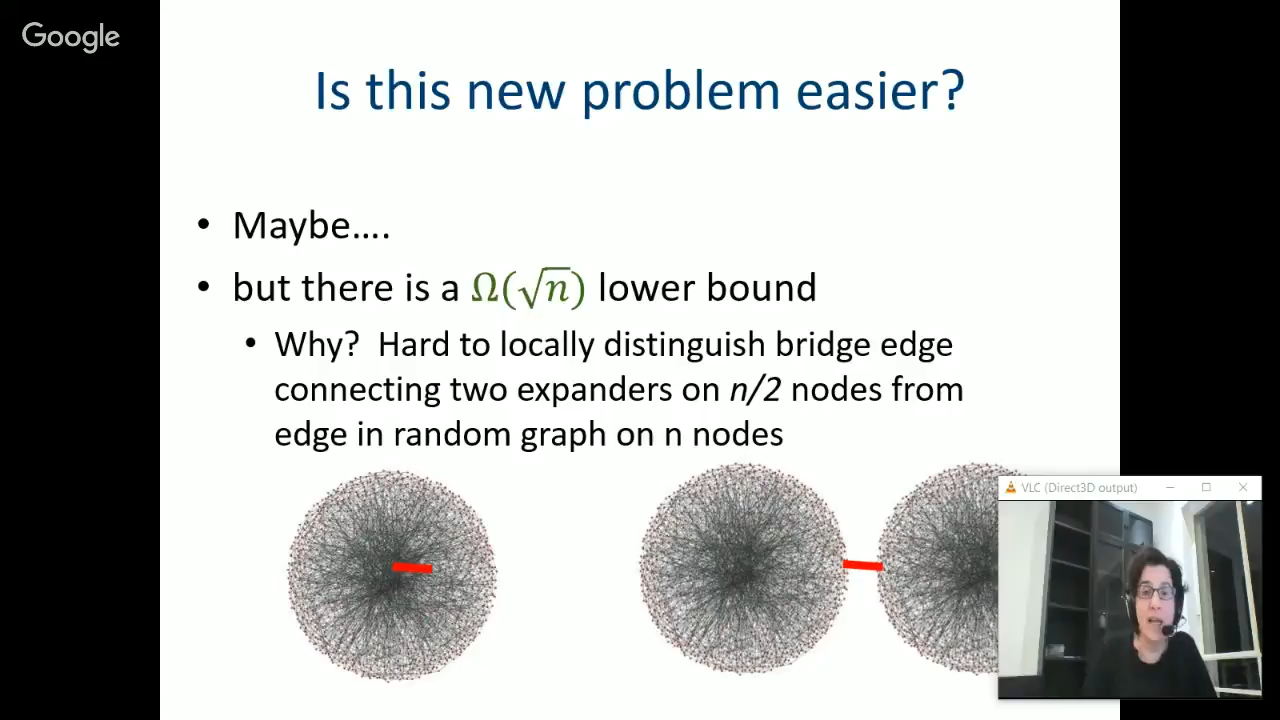 Google
Is this new problem easier?
• Maybe....
• but there is a Ω(√n) lower bound
• Why? Hard to locally distinguish bridge edge
connecting two expanders on n/2 nodes from
edge in random graph on n nodes
VLC (Direct3D output)